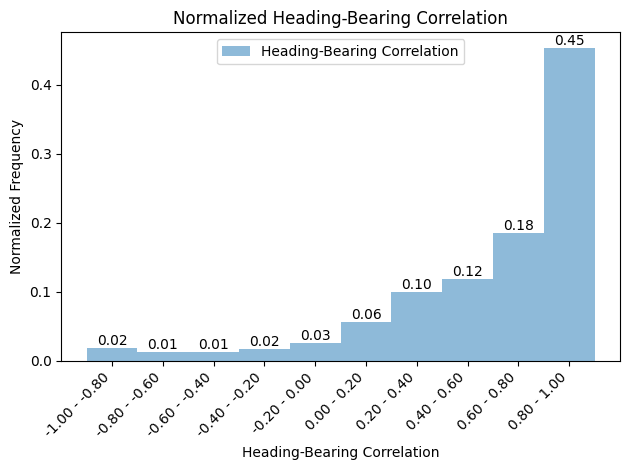 Normalized Heading-Bearing Correlation
Heading-Bearing Correlation
0.45
0.4
0.3
0.2
0.1
0.0
Normalized Frequency
0.02
0.01
0.01
0.02
0.03
0.06
0.10
0.12
0.18
-1.00 - -0.80
-0.80 - -0.60
-0.60 - -0.40
-0.40 - -0.20
-0.20 - 0.00
0.00 - 0.20
0.20 - 0.40
0.40 - 0.60
0.60 - 0.80
0.80 - 1.00
Heading-Bearing Correlation